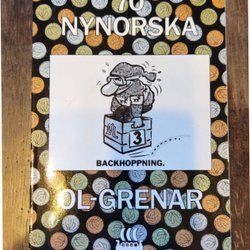 70
NYNORSKA
3
BACKHOPPNING.
OL-GRENAR